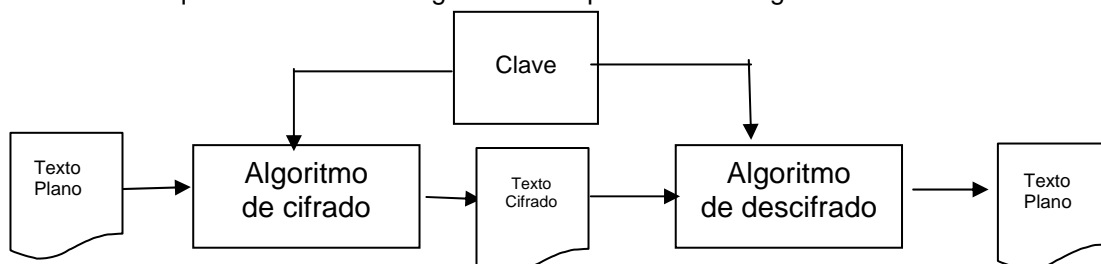 Clave
Texto
Plano
Algoritmo
de cifrado
Texto
Cifrado
Algoritmo
de descifrado
Texto
Plano